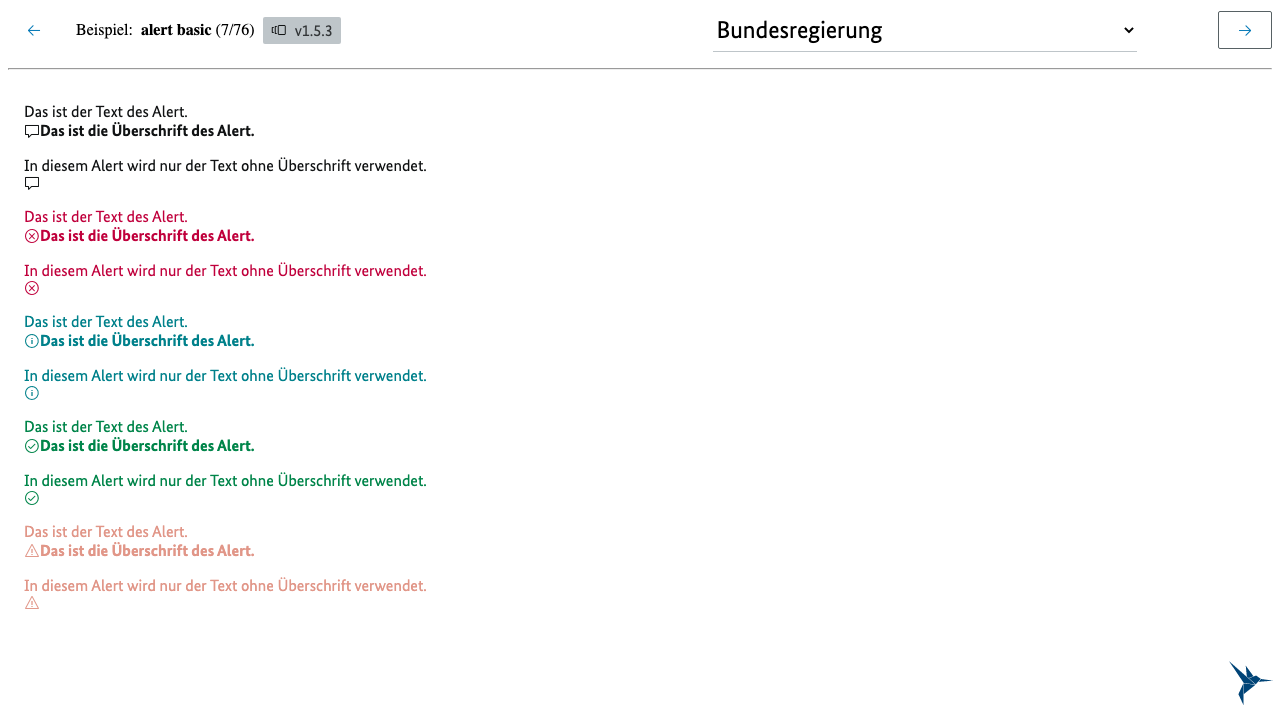 Beispiel: alert basic (7/76) v1.5.3 Bundesregierung
Das ist der Text des Alert.
Das ist die Überschrift des Alert.
In diesem Alert wird nur der Text ohne Überschrift verwendet.
Das ist der Text des Alert.
Das ist die Überschrift des Alert.
In diesem Alert wird nur der Text ohne Überschrift verwendet.
Das ist der Text des Alert.
Das ist die Überschrift des Alert.
In diesem Alert wird nur der Text ohne Überschrift verwendet.
Das ist der Text des Alert.
Das ist die Überschrift des Alert.
In diesem Alert wird nur der Text ohne Überschrift verwendet.
Das ist der Text des Alert.
Das ist die Überschrift des Alert.
In diesem Alert wird nur der Text ohne Überschrift verwendet.